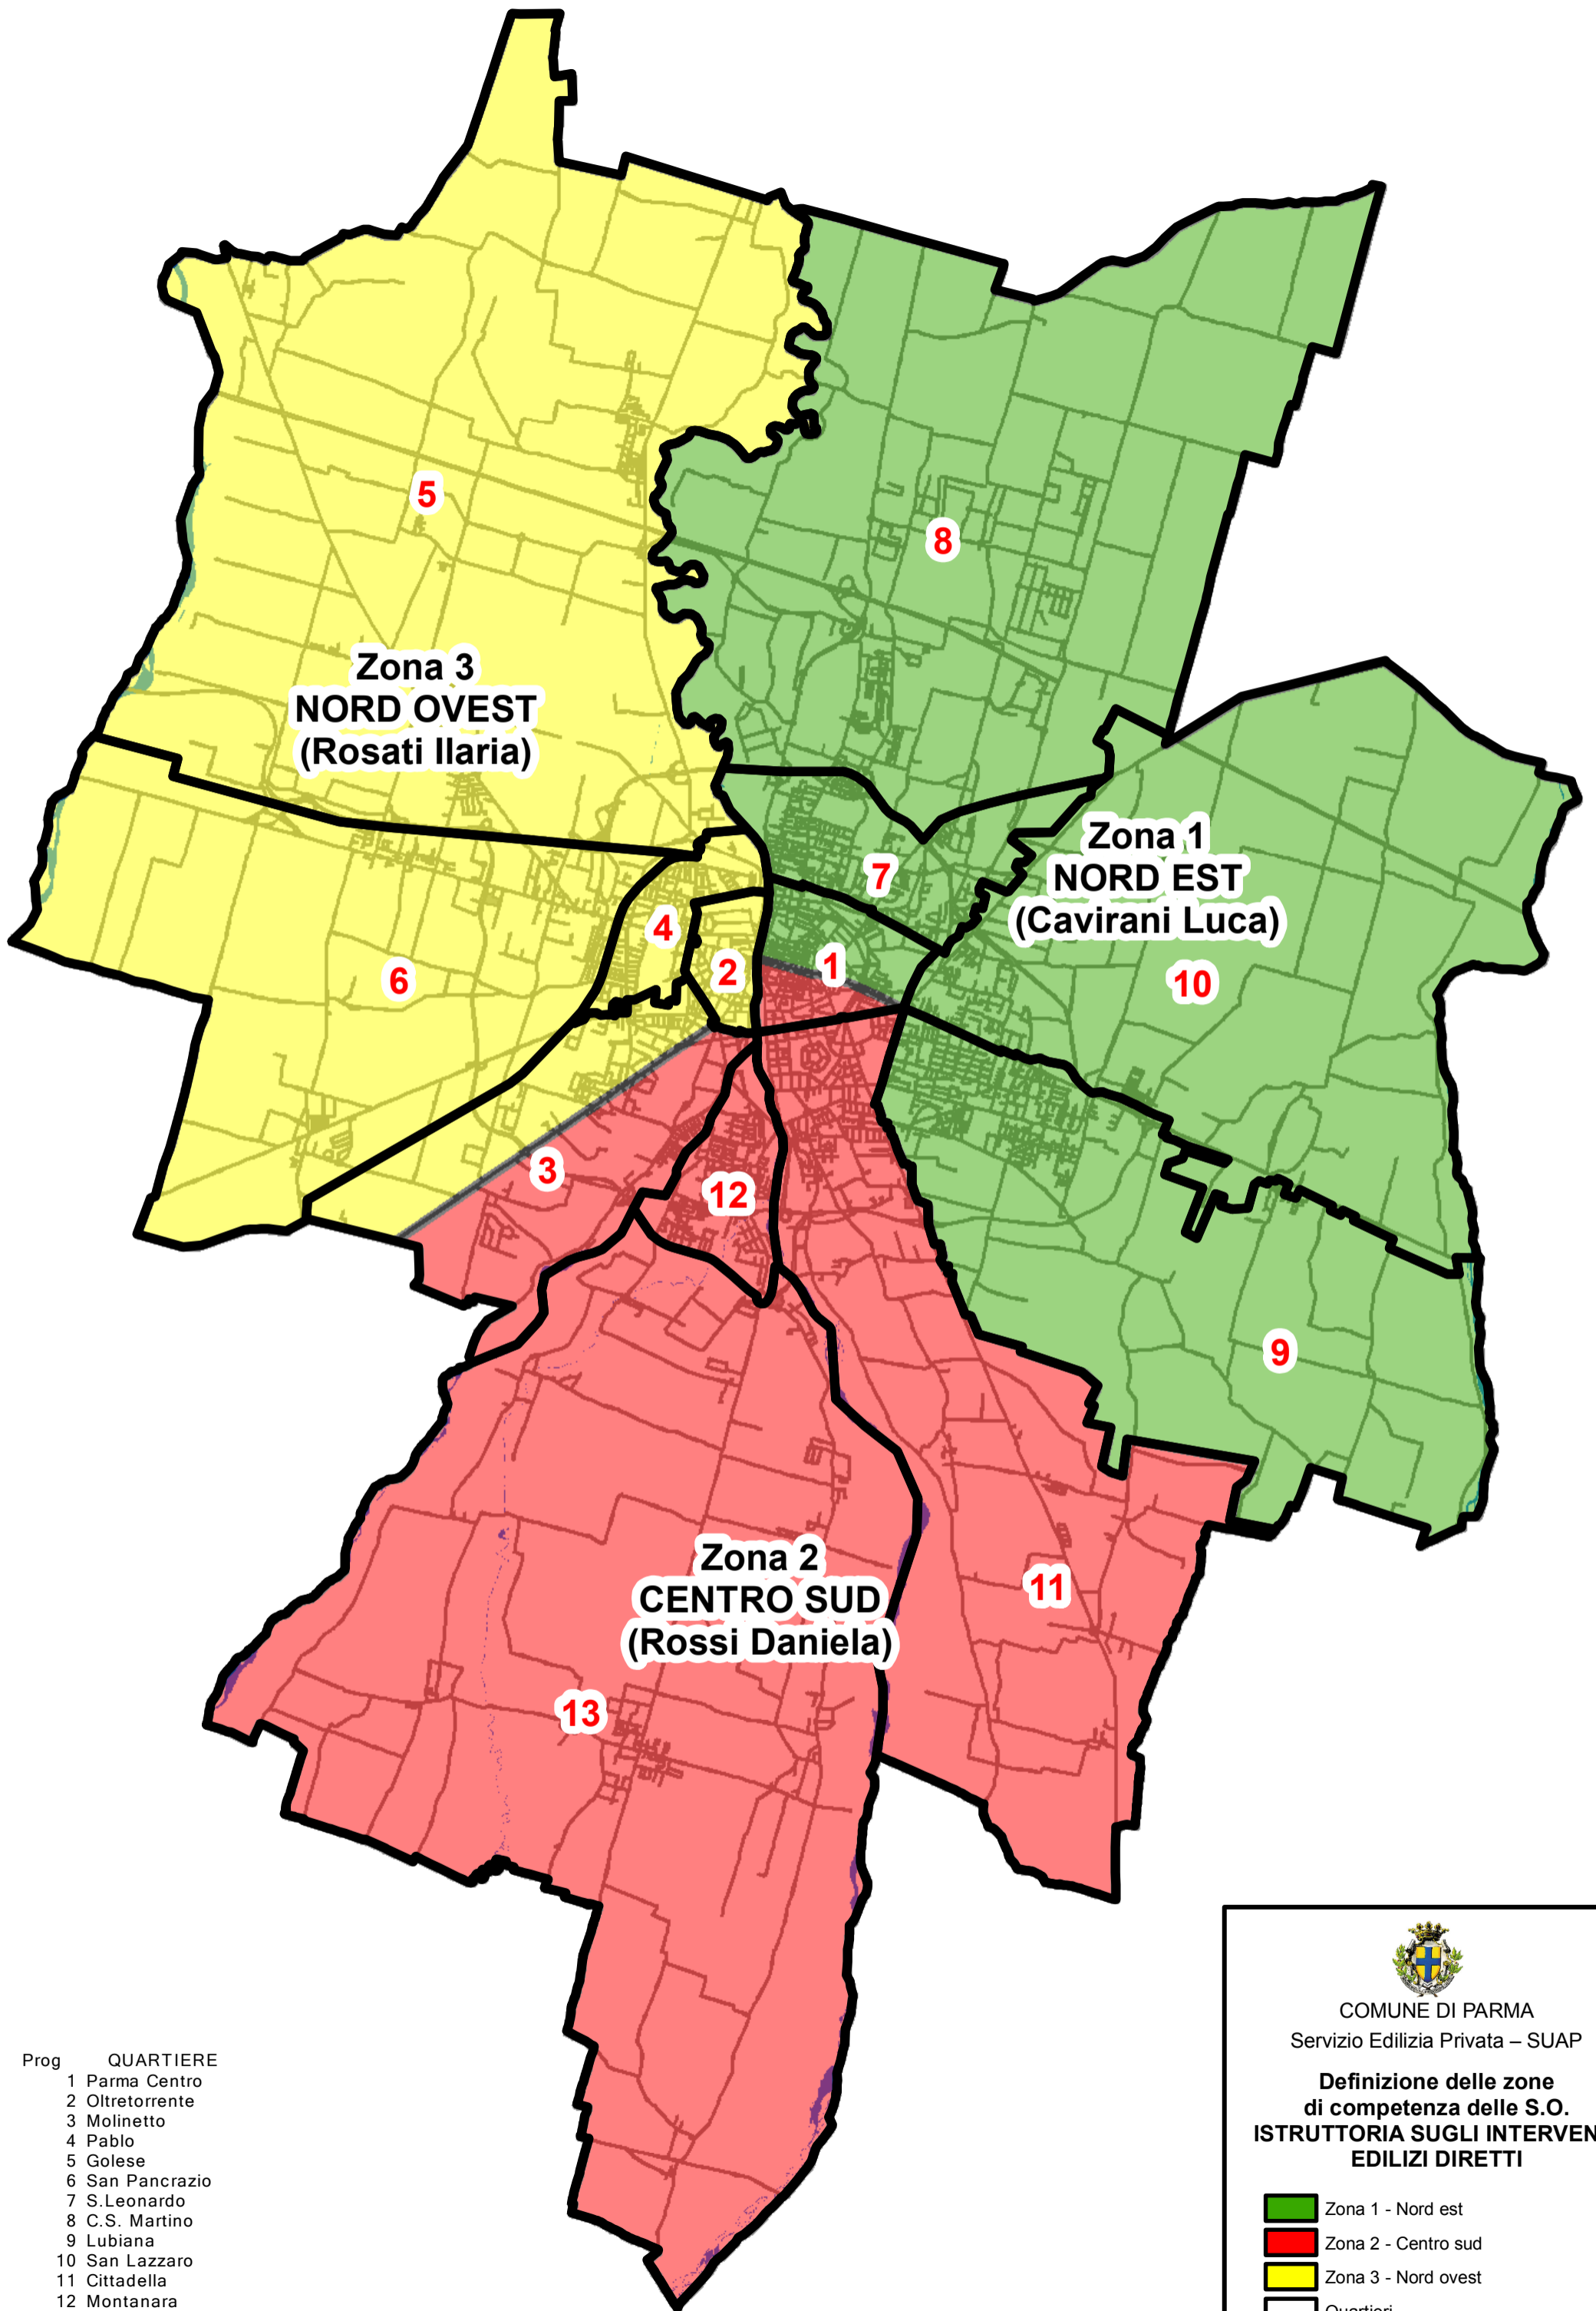 5
8
Zona 3
NORD OVEST
(Rosati Ilaria)
Zona 1
NORD EST
(Cavirani Luca)
7
4
2
1
6
10
3
12
9
Zona 2
CENTRO SUD
(Rossi Daniela)
11
13
Prog QUARTIERE
1 Parma Centro
2 Oltretorrente
3 Molinetto
4 Pablo
5 Golese
6 San Pancrazio
7 S.Leonardo
8 C.S. Martino
9 Lubiana
10 San Lazzaro
11 Cittadella
12 Montanara
COMUNE DI PARMA
Servizio Edilizia Privata – SUAP
Definizione delle zone
di competenza delle S.O.
ISTRUTTORIA SUGLI INTERVEN
EDILIZI DIRETTI
Zona 1 - Nord est
Zona 2 - Centro sud
Zona 3 - Nord ovest
Quartieri